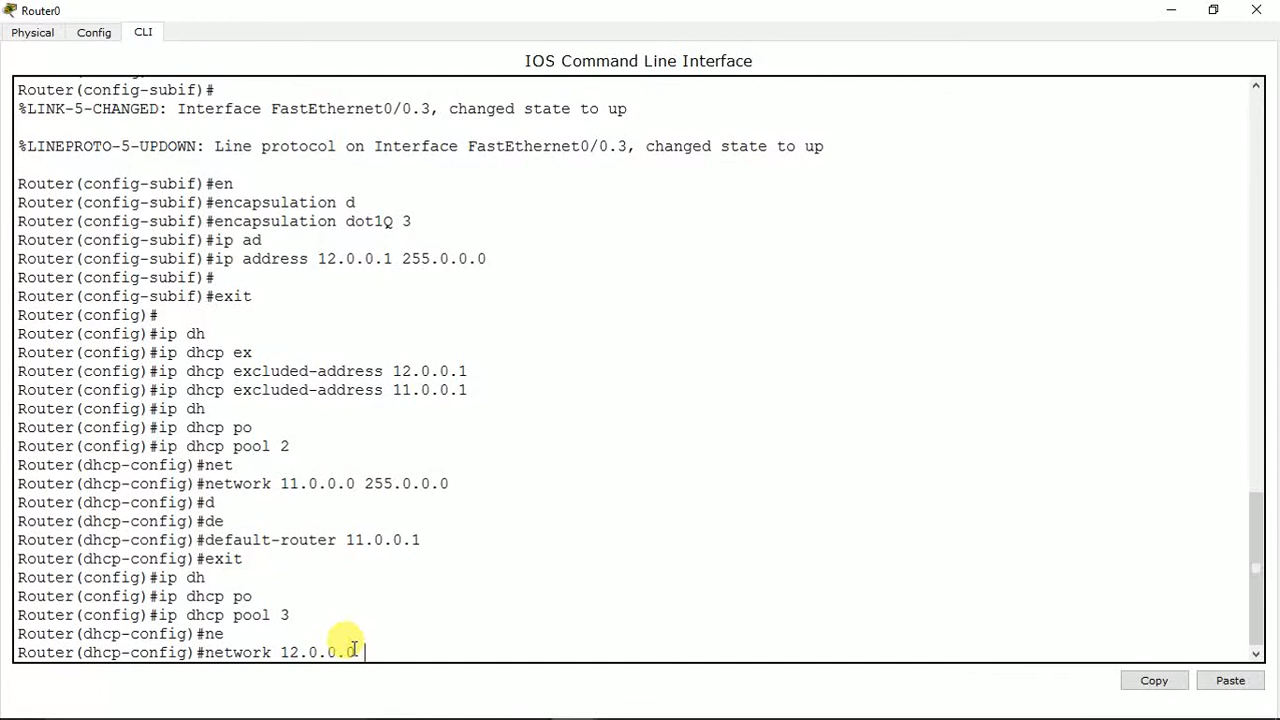 Router0
Physical Config CLI
IOS Command Line Interface
Router(config-subif)#
%LINK-5-CHANGED: Interface FastEthernet0/0.3, changed state to up
%LINEPROTO-5-UPDOWN: Line protocol on Interface FastEthernet0/0.3, changed state to up
Router(config-subif)#en
Router(config-subif)#encapsulation d
Router(config-subif)#encapsulation dot1Q 3
Router(config-subif)#ip ad
Router(config-subif)#ip address 12.0.0.1 255.0.0.0
Router(config-subif)#
Router(config-subif)#exit
Router(config)#
Router(config)#ip dh
Router(config)#ip dhcp ex
Router(config)#ip dhcp excluded-address 12.0.0.1
Router(config)#ip dhcp excluded-address 11.0.0.1
Router(config)#ip dh
Router(config)#ip dhcp po
Router(config)#ip dhcp pool 2
Router(dhcp-config)#net
Router(dhcp-config)#network 11.0.0.0 255.0.0.0
Router(dhcp-config)#d
Router(dhcp-config)#de
Router(dhcp-config)#default-router 11.0.0.1
Router(dhcp-config)#exit
Router(config)#ip dh
Router(config)#ip dhcp po
Router(config)#ip dhcp pool 3
Router(dhcp-config)#ne
Router(dhcp-config)#network 12.0.0.0
Copy Paste